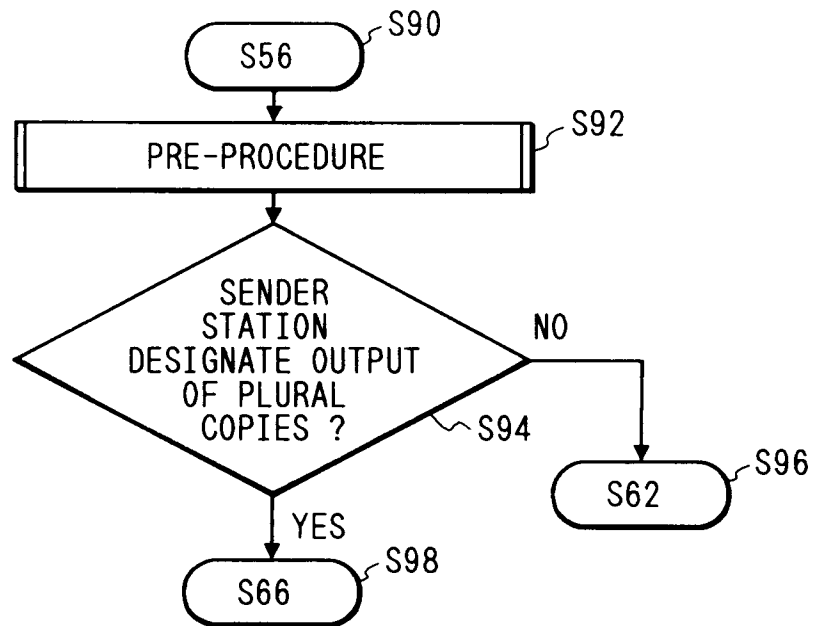 S56
S90
PRE-PROCEDURE
S92
SENDER
STATION
DESIGNATE OUTPUT
OF PLURAL
COPIES ?
S94
NO
S62
S96
YES
S66
S98